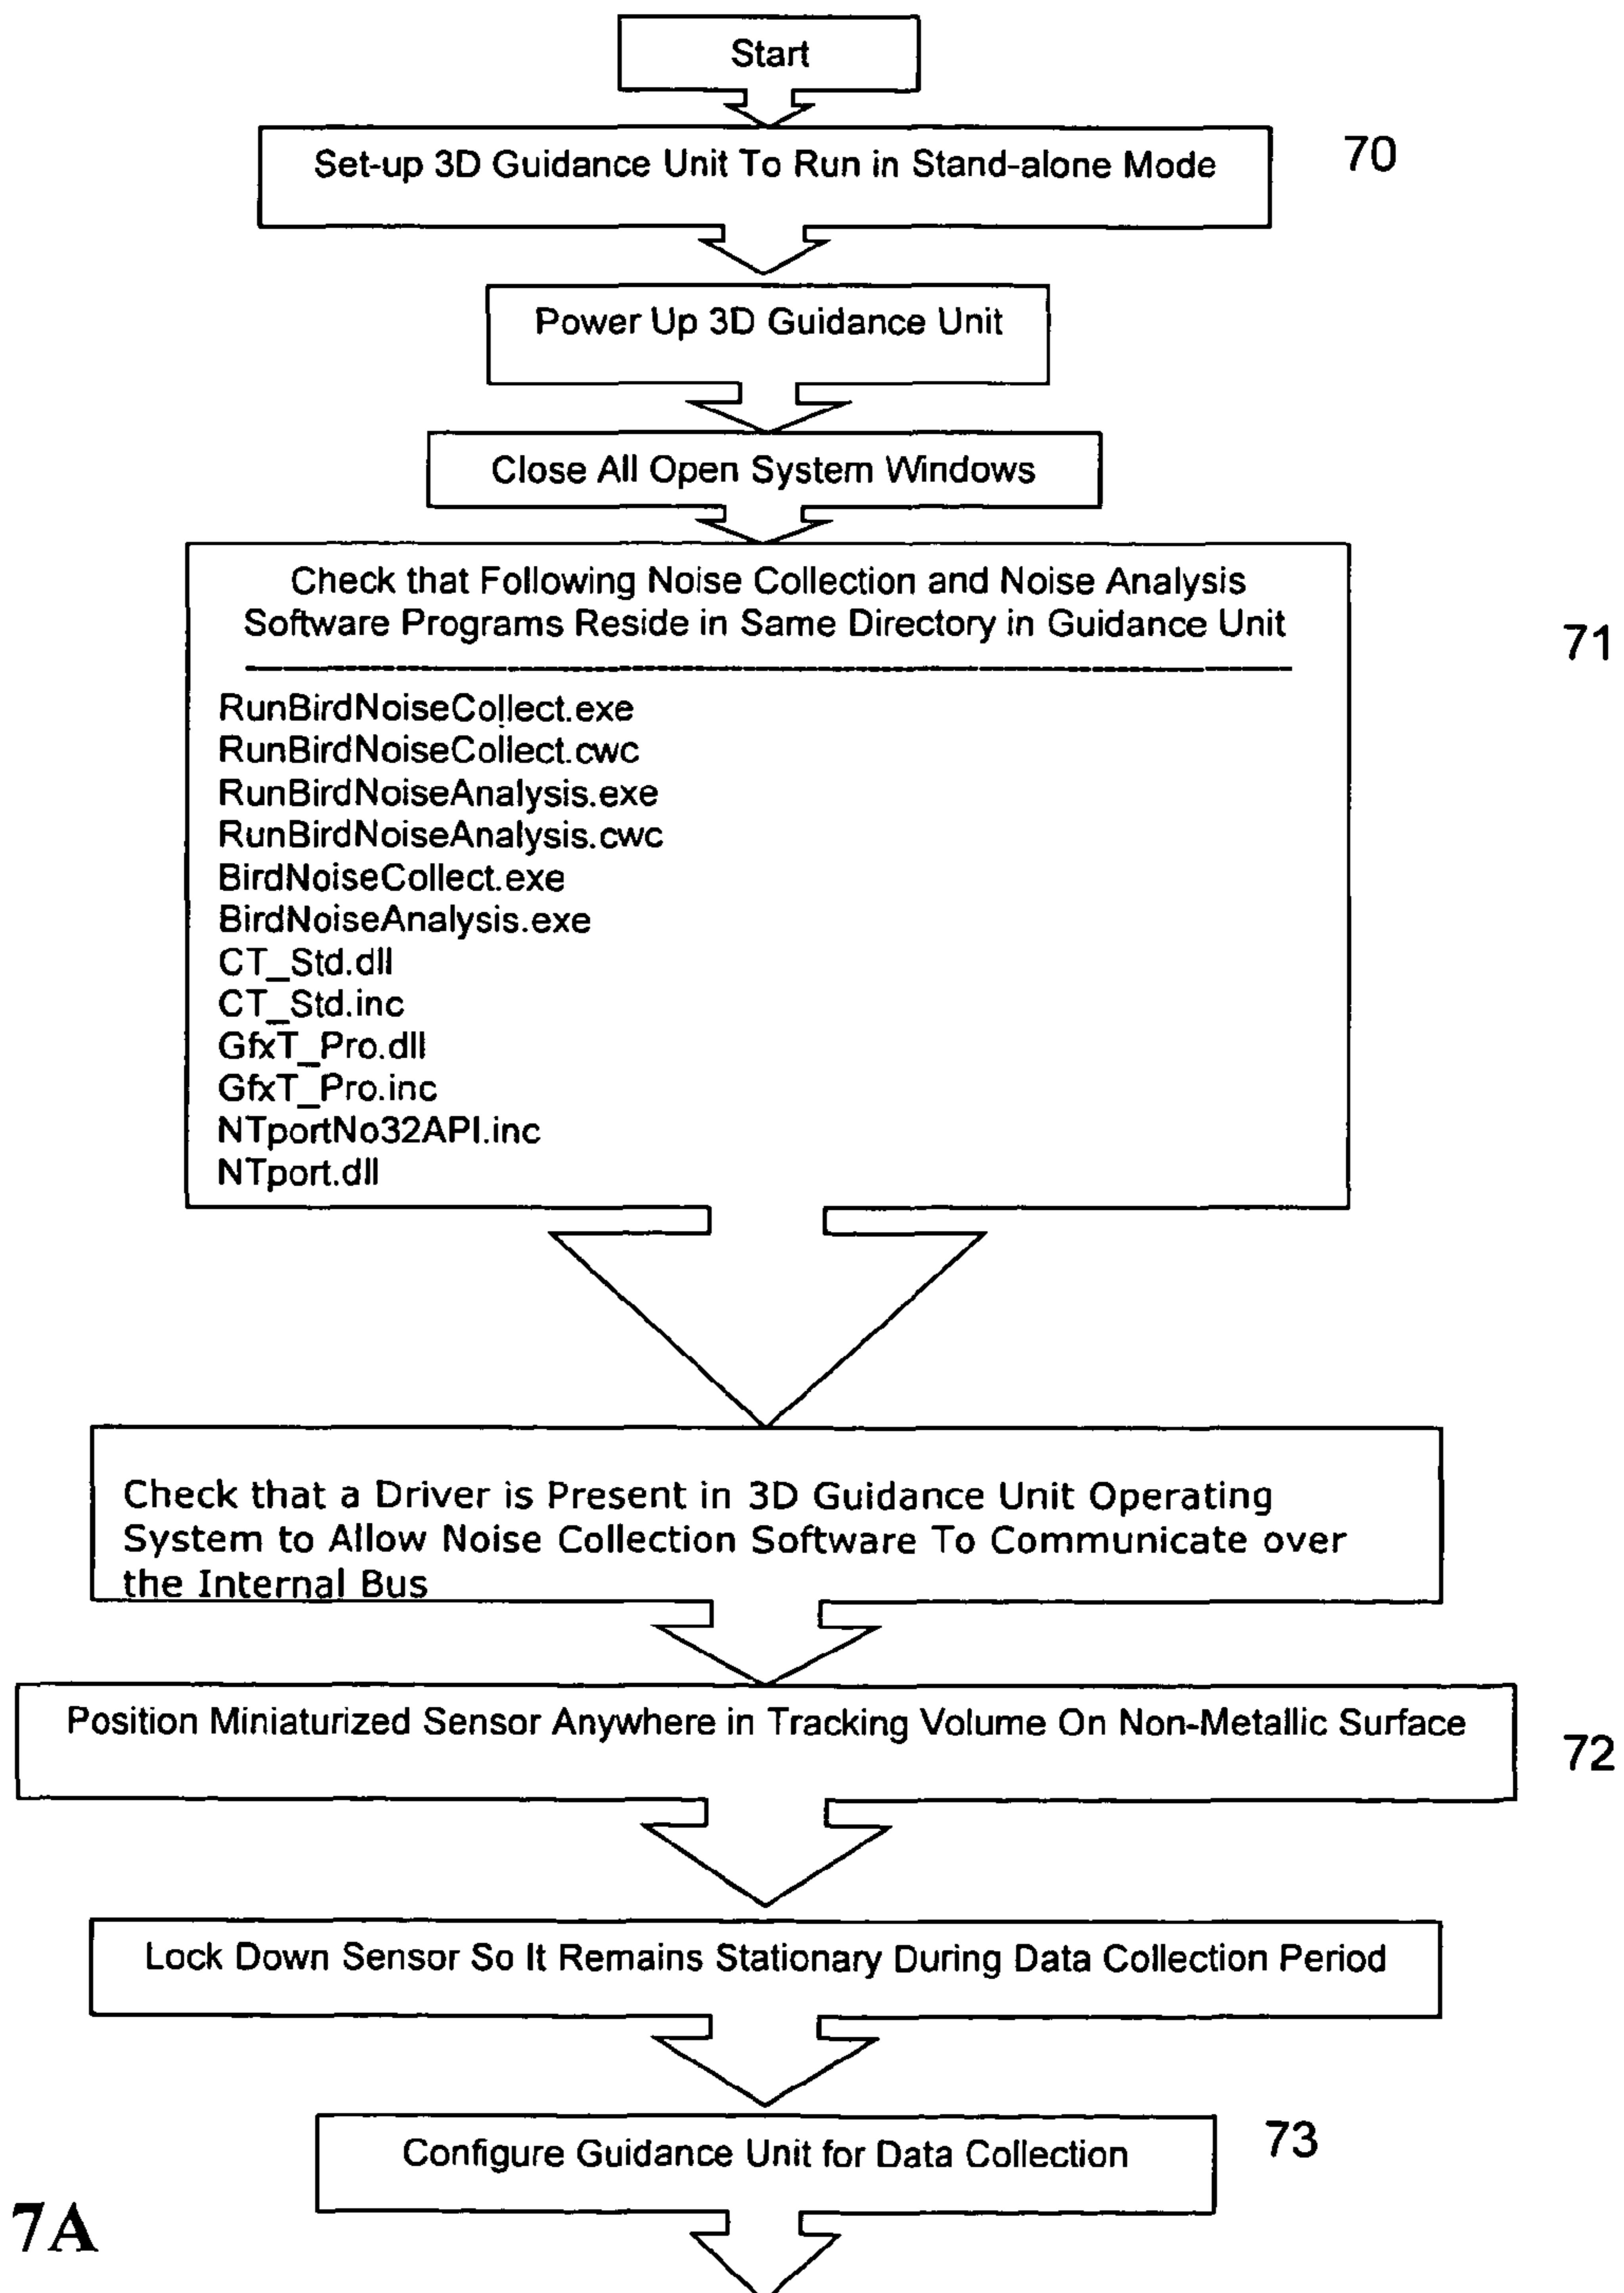 Start
Set-up 3D Guidance Unit To Run in Stand-alone Mode
70
Power Up 3D Guidance Unit
Close All Open System Windows
Check that Following Noise Collection and Noise Analysis
Software Programs Reside in Same Directory in Guidance Unit
71
RunBirdNoiseCollect.exe
RunBirdNoiseCollect.cwc
RunBirdNoiseAnalysis.exe
RunBirdNoiseAnalysis.cwc
BirdNoiseCollect.exe
BirdNoiseAnalysis.exe
CT_Std.dll
CT_Std.inc
GfxT_Pro.dll
GfxT_Pro.inc
NTportNo32API.inc
NTport.dll
Check that a Driver is Present in 3D Guidance Unit Operating
System to Allow Noise Collection Software To Communicate over
the Internal Bus
Position Miniaturized Sensor Anywhere in Tracking Volume On Non-Metallic Surface
72
Lock Down Sensor So It Remains Stationary During Data Collection Period
Configure Guidance Unit for Data Collection
73
7A